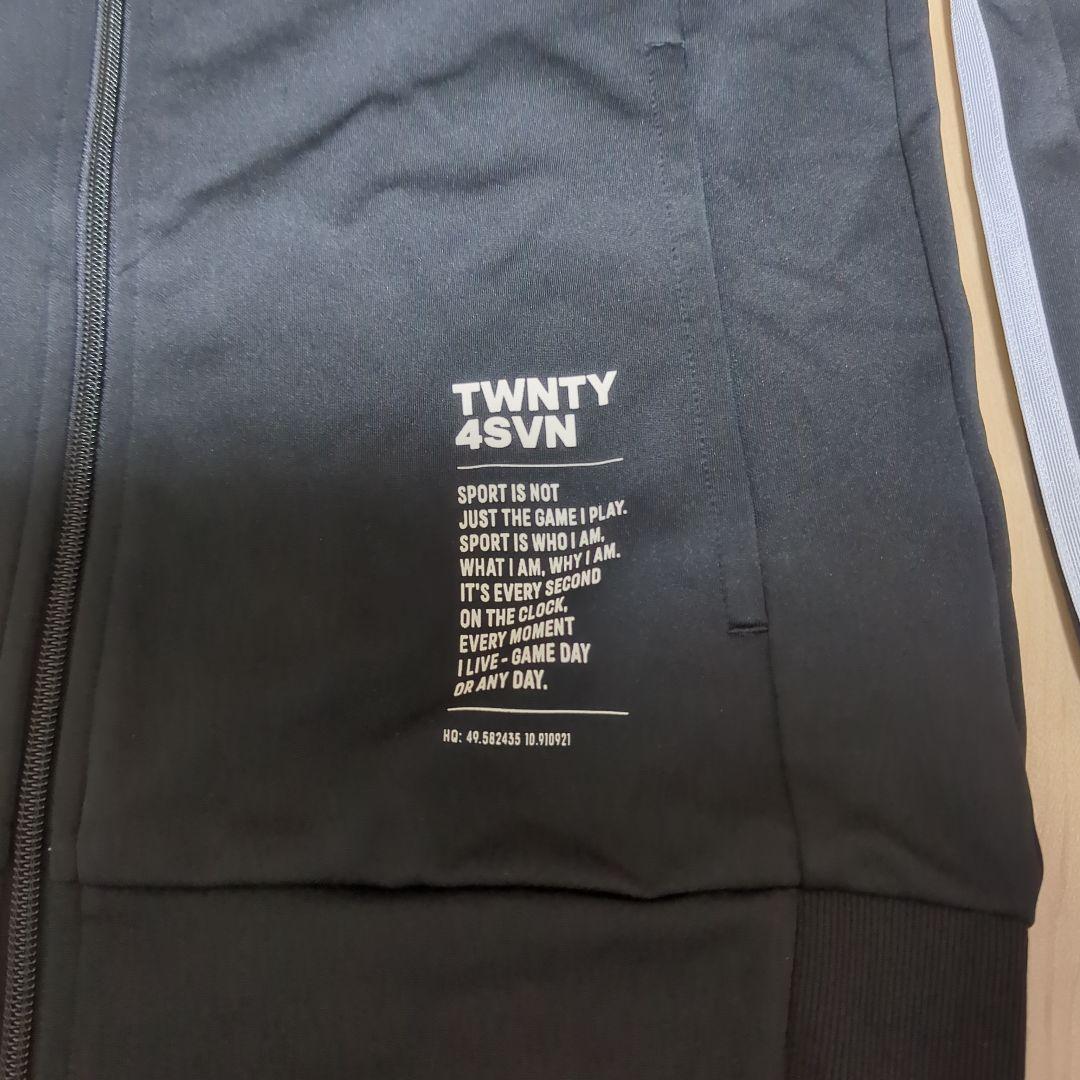 TWNTY
4SVN
SPORT IS NOT
JUST THE GAME I PLAY.
SPORT IS WHO I AM,
WHAT I AM, WHY I AM.
IT'S EVERY SECOND
ON THE CLOCK,
EVERY MOMENT
I LIVE - GAME DAY
OR ANY DAY.
HQ: 49.582435 10.910921